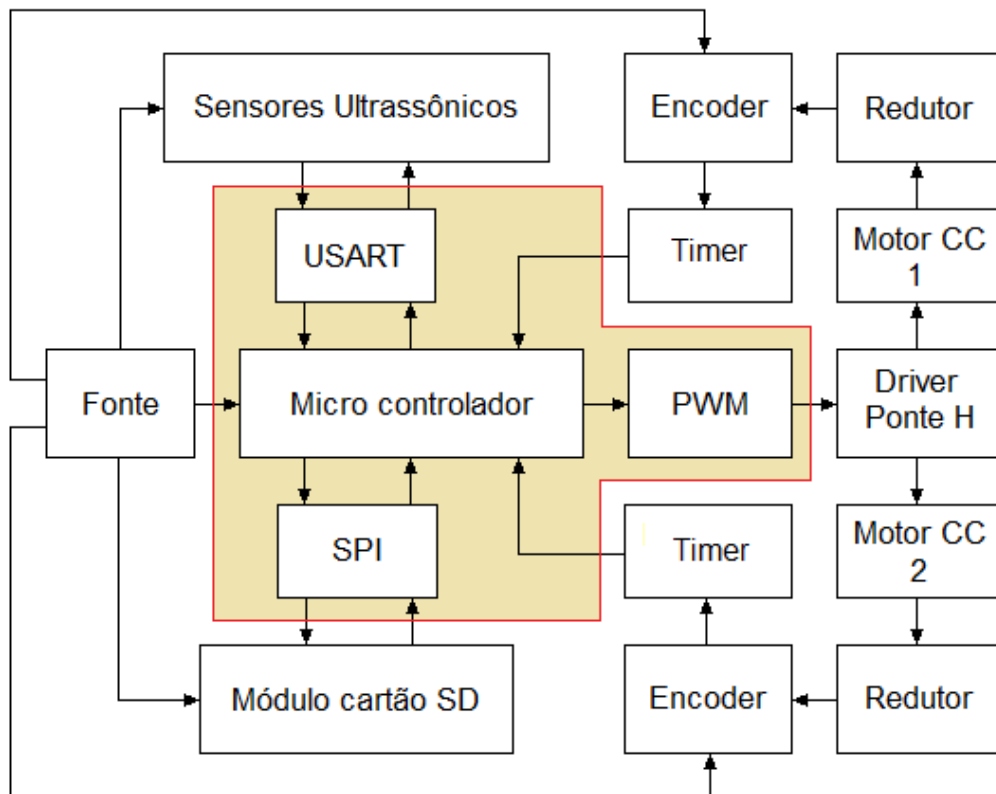 Sensores Ultrassônicos
Encoder
Redutor
USART
Timer
Motor CC
1
Fonte
Micro controlador
PWM
Driver
Ponte H
SPI
Timer
Motor CC
2
Módulo cartão SD
Encoder
Redutor